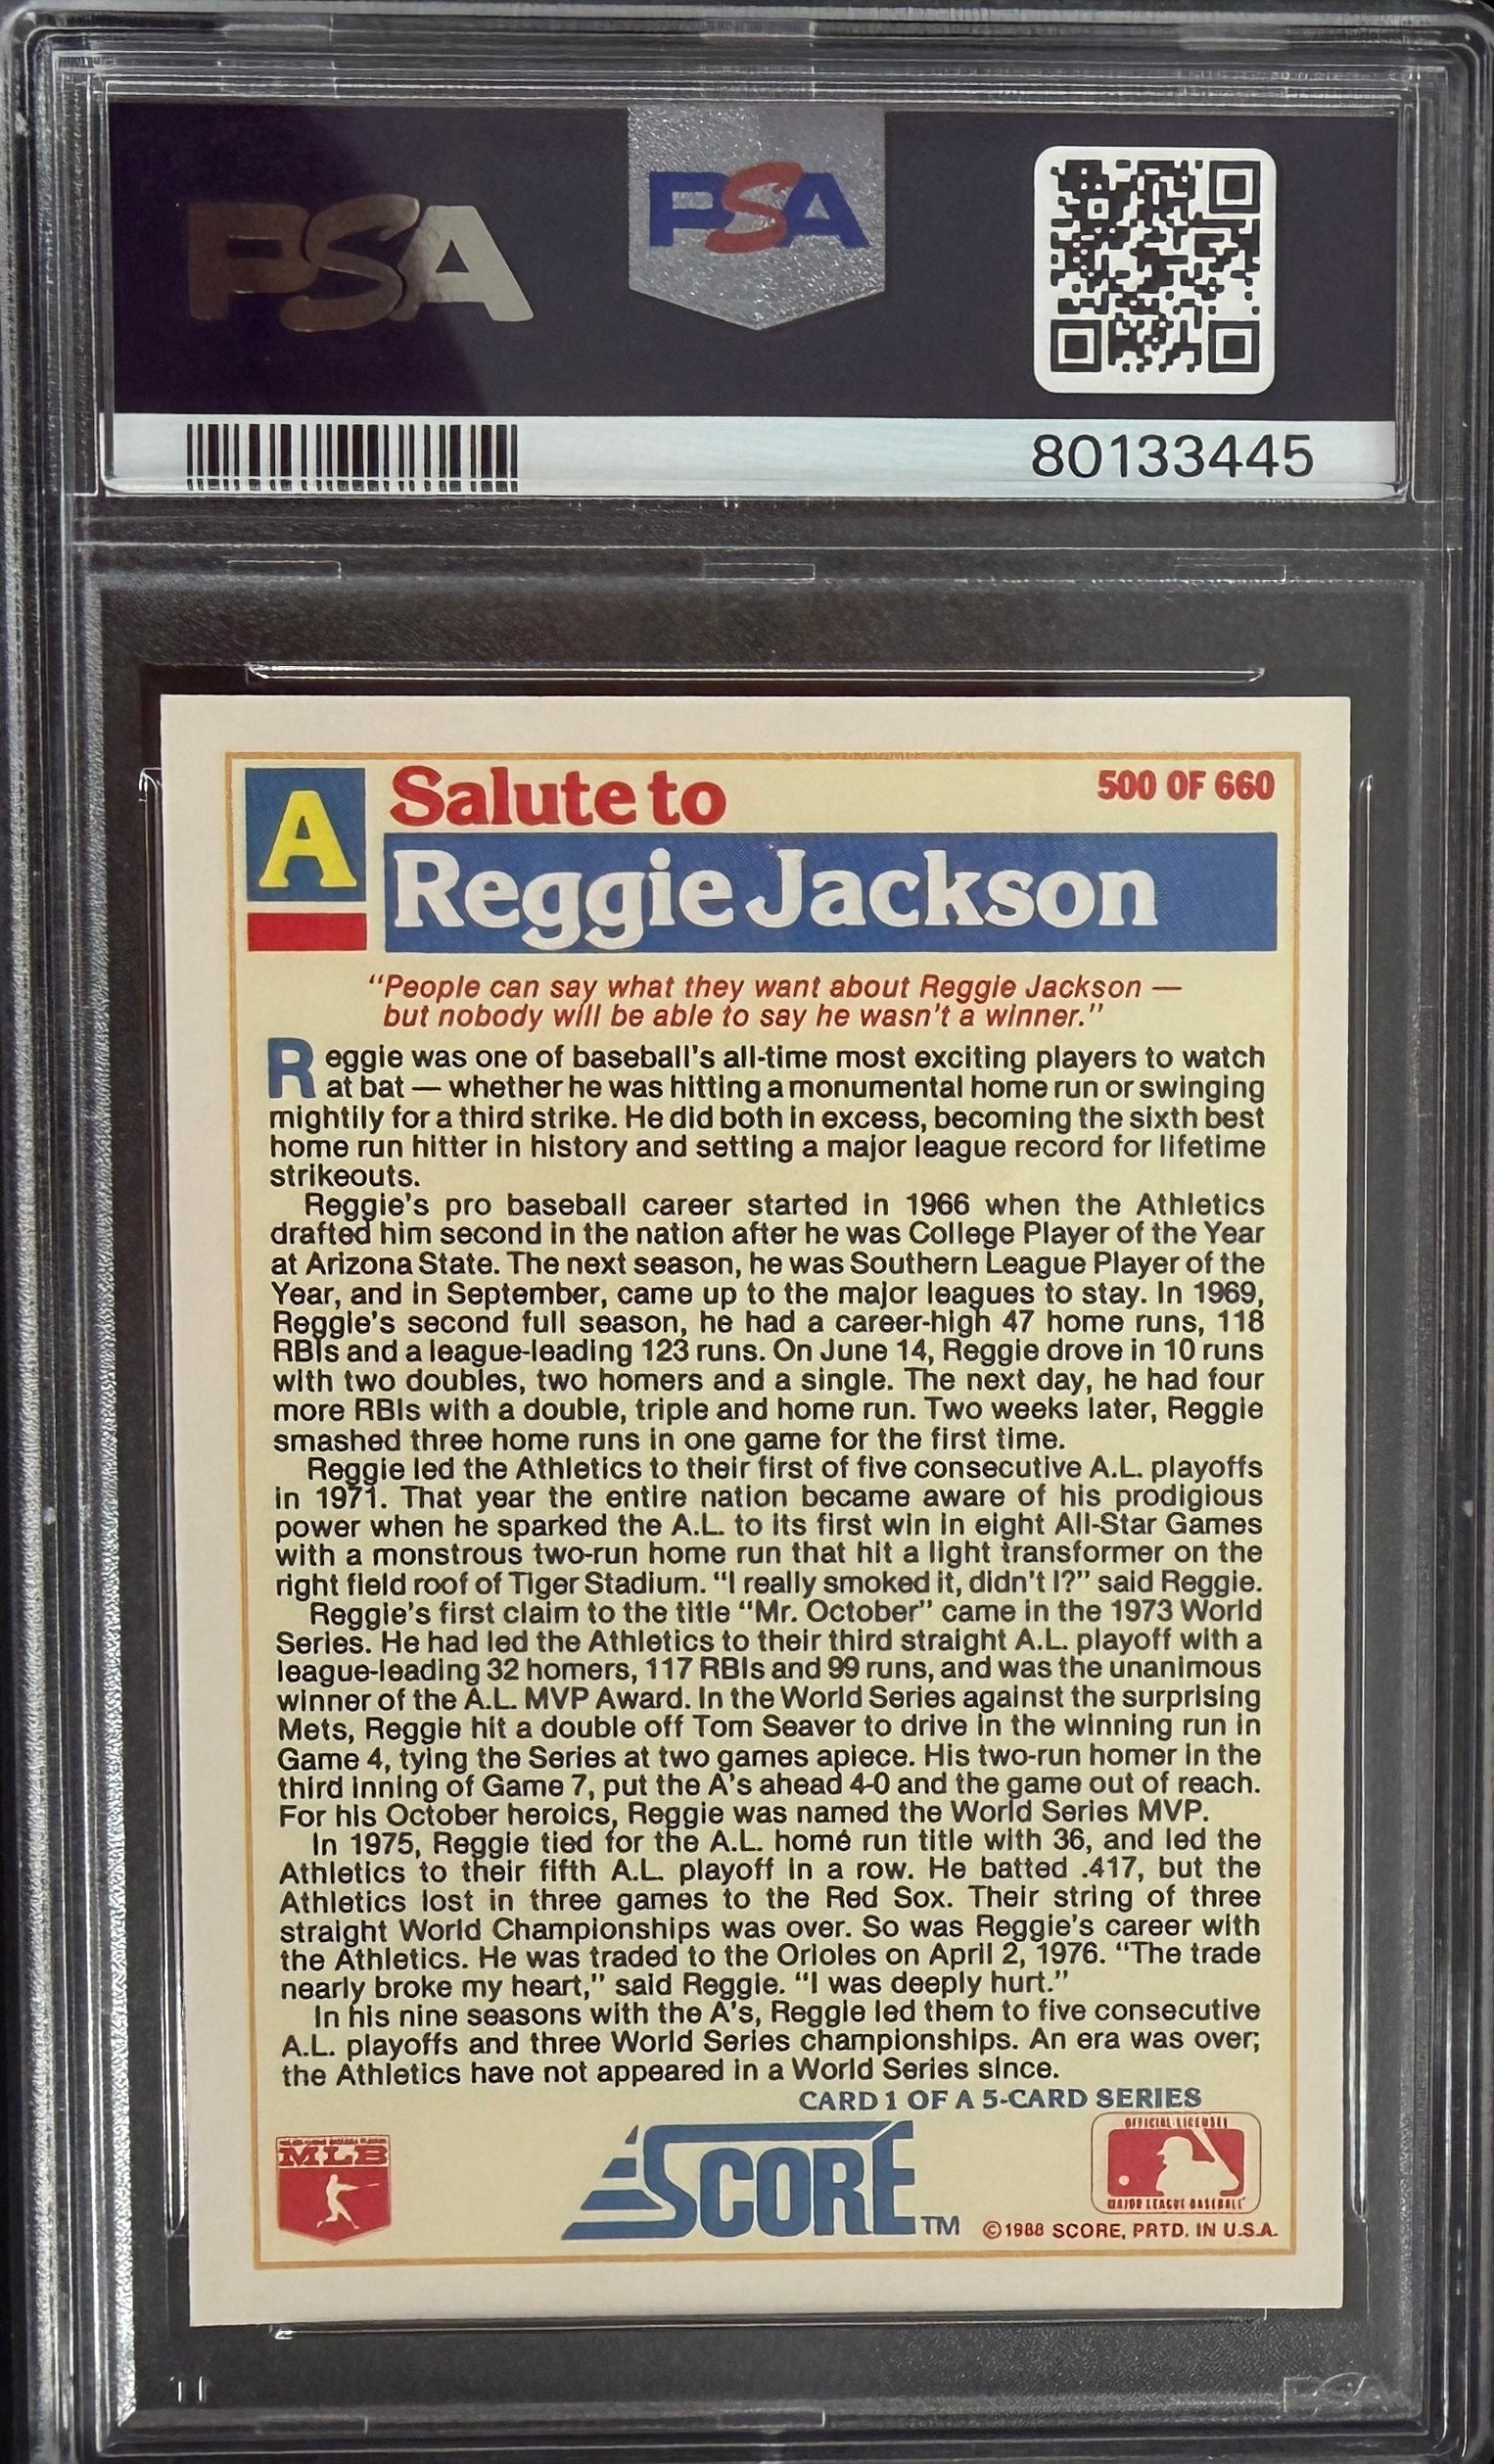 PSA
PSA
80133445
A
Salute to
500 OF 660
Reggie Jackson
“People can say what they want about Reggie Jackson —
but nobody will be able to say he wasn't a winner.”
Reggie was one of baseball's all-time most exciting players to watch
at bat — whether he was hitting a monumental home run or swinging
mightily for a third strike. He did both in excess, becoming the sixth best
home run hitter in history and setting a major league record for lifetime
strikeouts.
Reggie's pro baseball career started in 1966 when the Athletics
drafted him second in the nation after he was College Player of the Year
at Arizona State. The next season, he was Southern League Player of the
Year, and in September, came up to the major leagues to stay. In 1969,
Reggie's second full season, he had a career-high 47 home runs, 118
RBIs and a league-leading 123 runs. On June 14, Reggie drove in 10 runs
with two doubles, two homers and a single. The next day, he had four
more RBIs with a double, triple and home run. Two weeks later, Reggie
smashed three home runs in one game for the first time.
Reggie led the Athletics to their first of five consecutive A.L. playoffs
in 1971. That year the entire nation became aware of his prodigious
power when he sparked the A.L. to its first win in eight All-Star Games
with a monstrous two-run home run that hit a light transformer on the
right field roof of Tiger Stadium. “I really smoked it, didn't I?” said Reggie.
Reggie's first claim to the title “Mr. October” came in the 1973 World
Series. He had led the Athletics to their third straight A.L. playoff with a
league-leading 32 homers, 117 RBIs and 99 runs, and was the unanimous
winner of the A.L. MVP Award. In the World Series against the surprising
Mets, Reggie hit a double off Tom Seaver to drive in the winning run in
Game 4, tying the Series at two games apiece. His two-run homer in the
third inning of Game 7, put the A's ahead 4-0 and the game out of reach.
For his October heroics, Reggie was named the World Series MVP.
In 1975, Reggie tied for the A.L. home run title with 36, and led the
Athletics to their fifth A.L. playoff in a row. He batted .417, but the
Athletics lost in three games to the Red Sox. Their string of three
straight World Championships was over. So was Reggie's career with
the Athletics. He was traded to the Orioles on April 2, 1976. “The trade
nearly broke my heart,” said Reggie. “I was deeply hurt.”
In his nine seasons with the A's, Reggie led them to five consecutive
A.L. playoffs and three World Series championships. An era was over;
the Athletics have not appeared in a World Series since.
CARD 1 OF A 5-CARD SERIES
MLB
SCORE™
OFFICIAL LICENSEE
MAJOR LEAGUE BASEBALL
©1988 SCORE, PRTD. IN U.S.A.
PSA